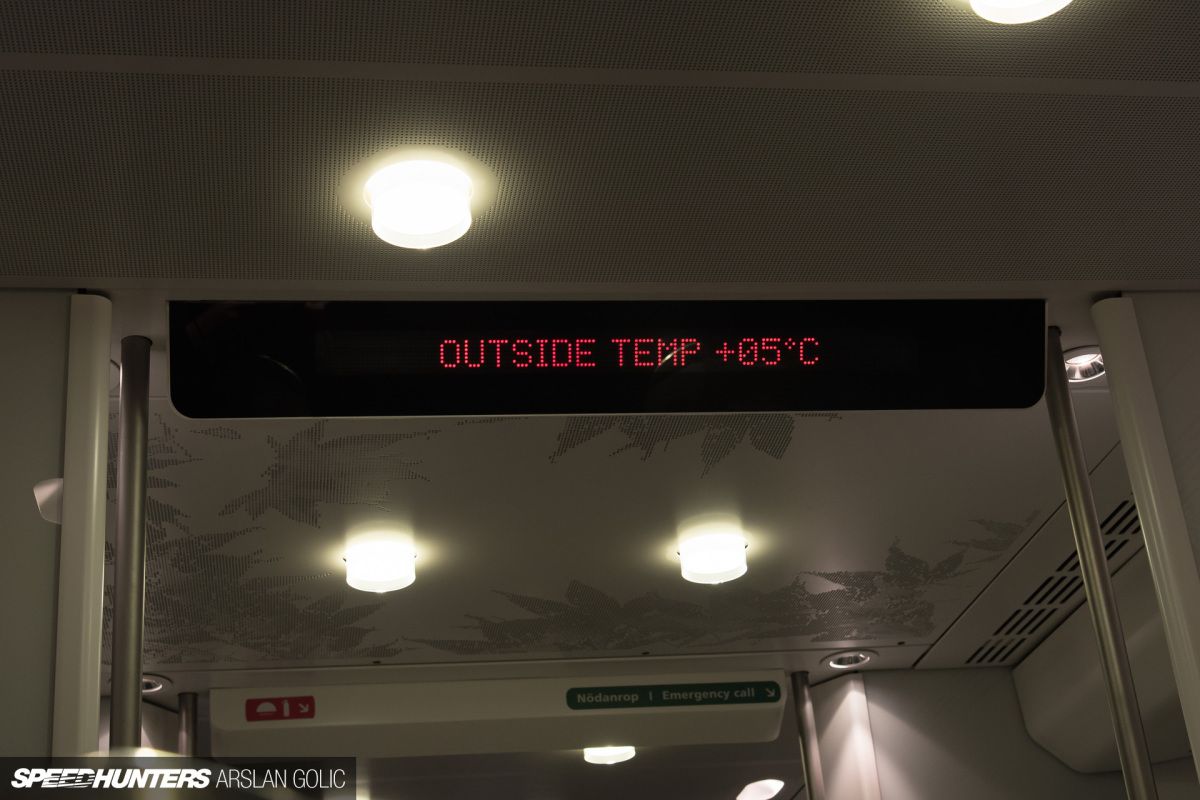 OUTSIDE TEMP +05°C
Nödanrop | Emergency call
SPEEDHUNTERS ARSLAN GOLIC